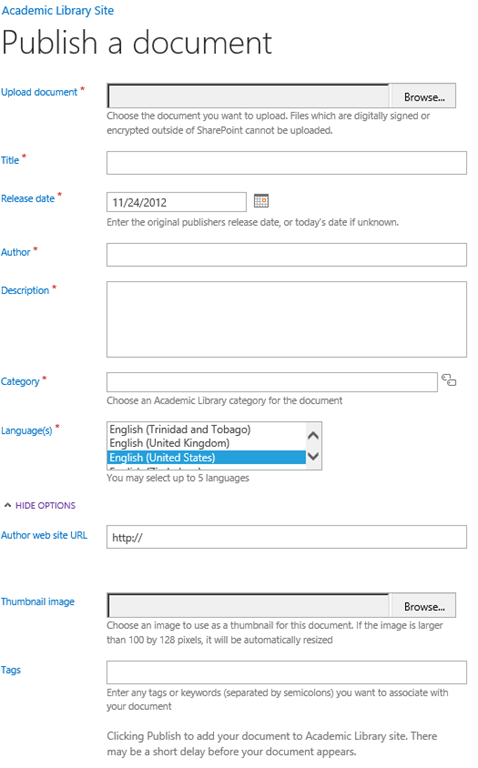 Academic Library Site
Publish a document
Upload document *
Browse...
Choose the document you want to upload. Files which are digitally signed or
encrypted outside of SharePoint cannot be uploaded.
Title *
Release date *
11/24/2012
Enter the original publishers release date, or today's date if unknown.
Author *
Description *
Category *
Choose an Academic Library category for the document
Language(s) *
English (Trinidad and Tobago)
English (United Kingdom)
English (United States)
You may select up to 5 languages
HIDE OPTIONS
Author web site URL
http://
Thumbnail image
Browse...
Choose an image to use as a thumbnail for this document. If the image is larger
than 100 by 128 pixels, it will be automatically resized
Tags
Enter any tags or keywords (separated by semicolons) you want to associate with
your document
Clicking Publish to add your document to Academic Library site. There
may be a short delay before your document appears.